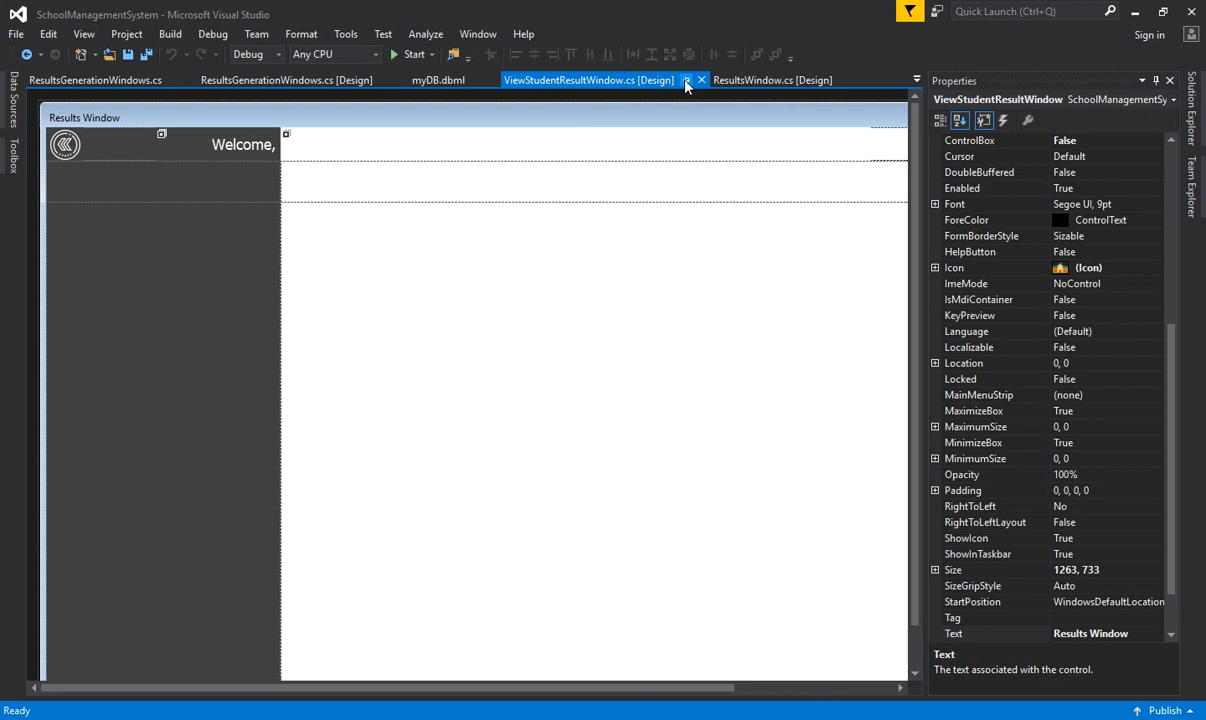 SchoolManagementSystem - Microsoft Visual Studio
Quick Launch (Ctrl+Q)
File Edit View Project Build Debug Team Format Tools Test Analyze Window Help
Sign in
Debug Any CPU Start
ResultsGenerationWindows.cs ResultsGenerationWindows.cs [Design] myDB.dbml ViewStudentResultWindow.cs [Design] ResultsWindow.cs [Design]
Data Sources
Toolbox
Results Window
Welcome,
Properties
ViewStudentResultWindow SchoolManagementSy
ControlBox False
Cursor Default
DoubleBuffered False
Enabled True
Font Segoe UI, 9pt
ForeColor ControlText
FormBorderStyle Sizable
HelpButton False
Icon (Icon)
ImeMode NoControl
IsMdiContainer False
KeyPreview False
Language (Default)
Localizable False
Location 0, 0
Locked False
MainMenuStrip (none)
MaximizeBox True
MaximumSize 0, 0
MinimizeBox True
MinimumSize 0, 0
Opacity 100%
Padding 0, 0, 0, 0
RightToLeft No
RightToLeftLayout False
ShowIcon True
ShowInTaskbar True
Size 1263, 733
SizeGripStyle Auto
StartPosition WindowsDefaultLocation
Tag
Text Results Window
Text
The text associated with the control.
Solution Explorer
Team Explorer
Ready
Publish